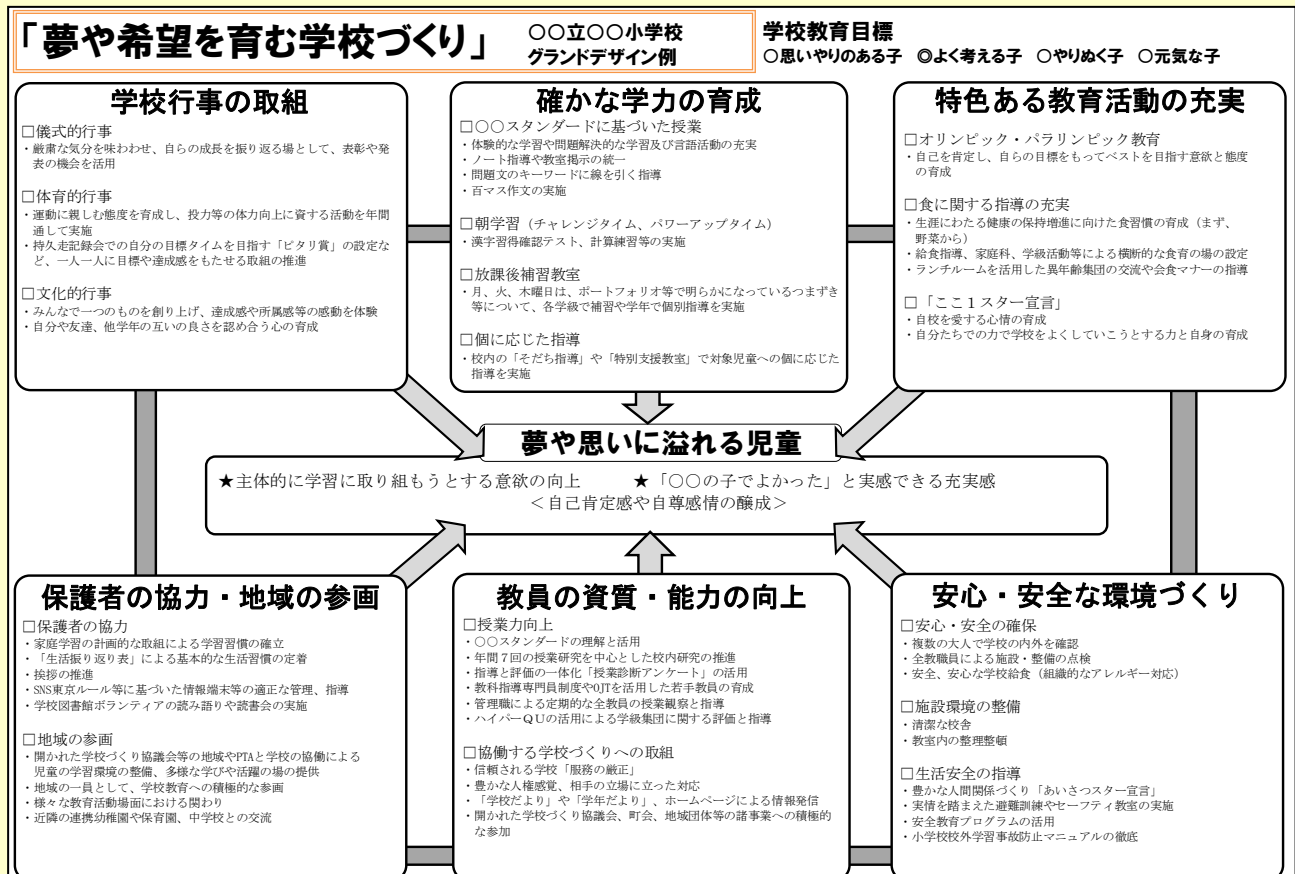 「夢や希望を育む学校づくり」
○○立○○小学校
グランドデザイン例
学校教育目標
○思いやりのある子 ◎よく考える子 ○やりぬく子 ○元気な子
学校行事の取組
□儀式的行事
・厳粛な気分を味わわせ、自らの成長を振り返る場として、表彰や発
表の機会を活用
□体育的行事
・運動に親しむ態度を育成し、投力等の体力向上に資する活動を年間
通して実施
・持久走記録会での自分の目標タイムを目指す「ピタリ賞」の設定な
ど、一人一人に目標や達成感をもたせる取組の推進
□文化的行事
・みんなで一つのものを創り上げ、達成感や所属感等の感動を体験
・自分や友達、他学年の互いの良さを認め合う心の育成
確かな学力の育成
□○○スタンダードに基づいた授業
・体験的な学習や問題解決的な学習及び言語活動の充実
・ノート指導や教室掲示の統一
・問題文のキーワードに線を引く指導
・百マス作文の実施
□朝学習(チャレンジタイム、パワーアップタイム)
・漢字習得確認テスト、計算練習等の実施
□放課後補習教室
・月、火、木曜日は、ポートフォリオ等で明らかになっているつまずき
等について、各学級で補習や学年で個別指導を実施
□個に応じた指導
・校内の「そだち指導」や「特別支援教室」で対象児童への個に応じた
指導を実施
特色ある教育活動の充実
□オリンピック・パラリンピック教育
・自己を肯定し、自らの目標をもってベストを目指す意欲と態度
の育成
□食に関する指導の充実
・生涯にわたる健康の保持増進に向けた食習慣の育成(まず、
野菜から)
・給食指導、家庭科、学級活動等による横断的な食育の場の設定
・ランチルームを活用した異年齢集団の交流や会食マナーの指導
□「ここ1スター宣言」
・自校を愛する心情の育成
・自分たちでの力で学校をよくしていこうとする力と自身の育成
夢や思いに溢れる児童
★主体的に学習に取り組もうとする意欲の向上 ★「○○の子でよかった」と実感できる充実感
<自己肯定感や自尊感情の醸成>
保護者の協力・地域の参画
□保護者の協力
・家庭学習の計画的な取組による学習習慣の確立
・「生活振り返り表」による基本的な生活習慣の定着
・挨拶の推進
・SNS東京ルール等に基づいた情報端末等の適正な管理、指導
・学校図書館ボランティアの読み語りや読書会の実施
□地域の参画
・開かれた学校づくり協議会等の地域やPTAと学校の協働による
児童の学習環境の整備、多様な学びや活躍の場の提供
・地域の一員として、学校教育への積極的な参画
・様々な教育活動場面における関わり
・近隣の連携幼稚園や保育園、中学校との交流
教員の資質・能力の向上
□授業力向上
・○○スタンダードの理解と活用
・年間7回の授業研究を中心とした校内研究の推進
・指導と評価の一体化「授業診断アンケート」の活用
・教科指導専門員制度やOJTを活用した若手教員の育成
・管理職による定期的な全教員の授業観察と指導
・ハイパーQUの活用による学級集団に関する評価と指導
□協働する学校づくりへの取組
・信頼される学校「服務の厳正」
・豊かな人権感覚、相手の立場に立った対応
・「学校だより」や「学年だより」、ホームページによる情報発信
・開かれた学校づくり協議会、町会、地域団体等の諸事業への積極的
な参加
安心・安全な環境づくり
□安心・安全の確保
・複数の大人で学校の内外を確認
・全教職員による施設・整備の点検
・安全、安心な学校給食(組織的なアレルギー対応)
□施設環境の整備
・清潔な校舎
・教室内の整理整頓
□生活安全の指導
・豊かな人間関係づくり「あいさつスター宣言」
・実情を踏まえた避難訓練やセーフティ教室の実施
・安全教育プログラムの活用
・小学校校外学習事故防止マニュアルの徹底